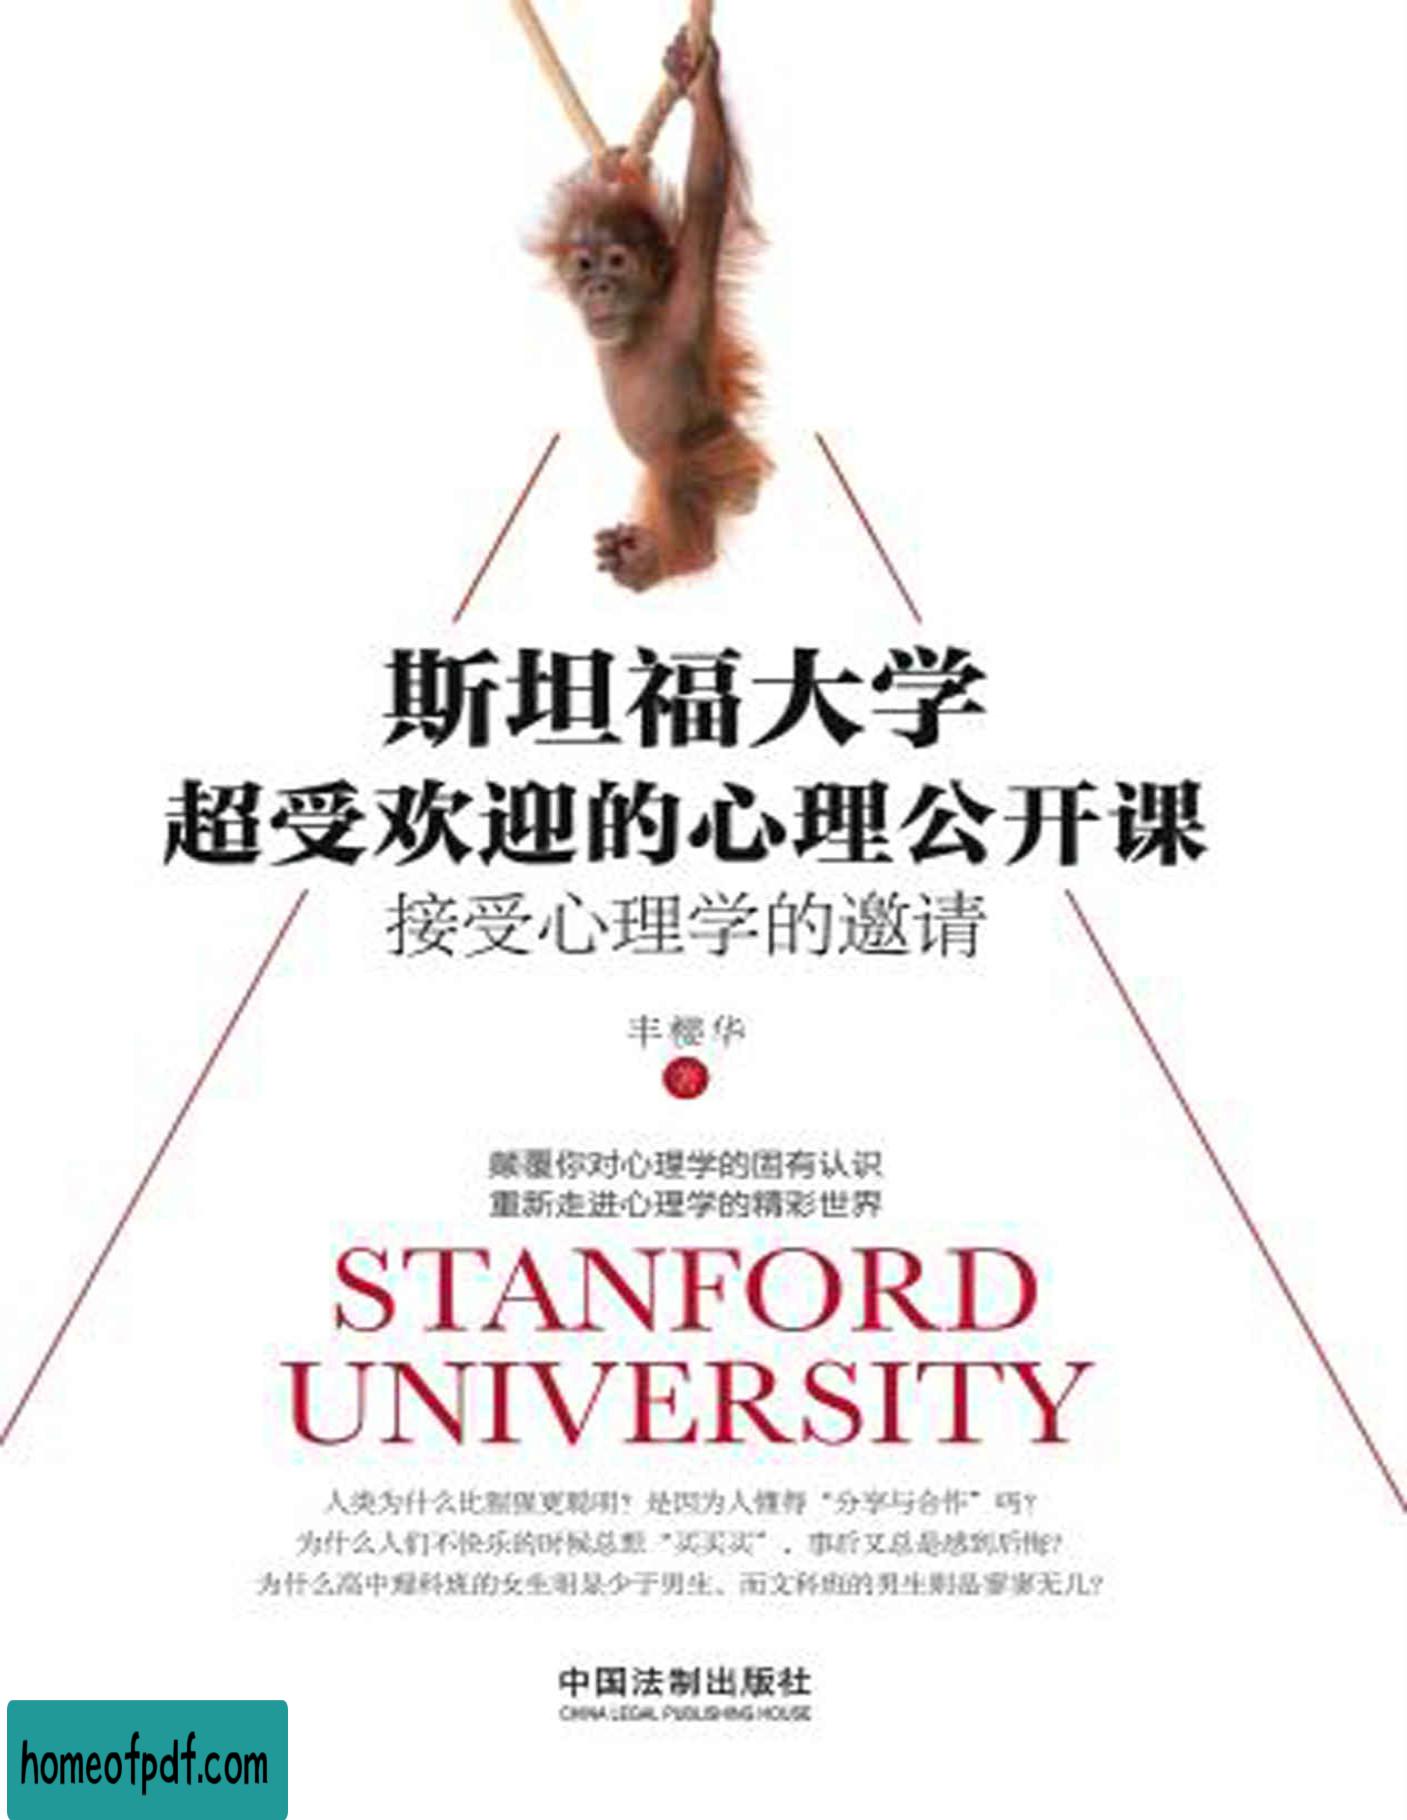 斯坦福大学
超受欢迎的心理公开课
接受心理学的邀请
丰樱华
著
颠覆你对心理学的固有认识
重新走进心理学的精彩世界
STANFORD
UNIVERSITY
人类为什么比猩猩更聪明？是因为人懂得“分享与合作”吗？
为什么人们不快乐的时候总想“买买买”，事后又总是感到后悔？
为什么高中理科班的女生明显少于男生、而文科班的男生则是寥寥无几？
中国法制出版社
CHINA LEGAL PUBLISHING HOUSE
homeofpdf.com